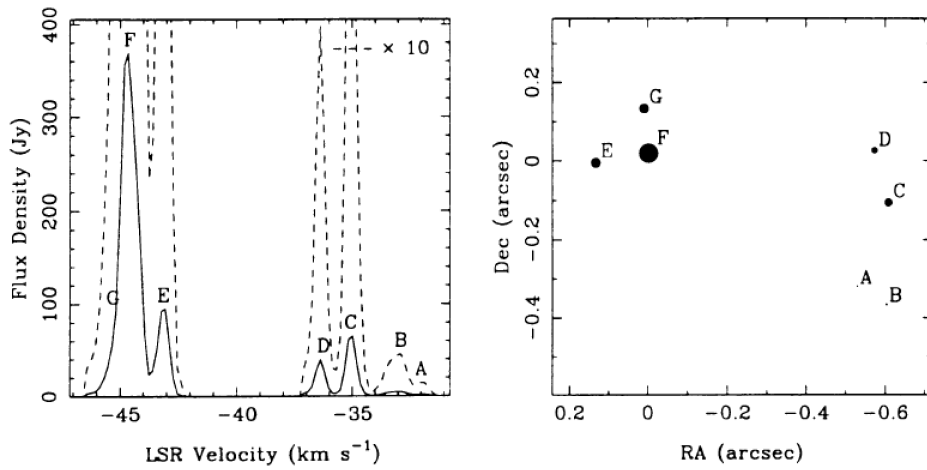 400
300
200
100
0
Flux Density (Jy)
F
--- × 10
G
E
D
C
B
A
-45
-40
-35
LSR Velocity (km s⁻¹)
0.2
0
-0.2
-0.4
Dec (arcsec)
G
F
E
D
C
A
B
0.2
0
-0.2
-0.4
-0.6
RA (arcsec)